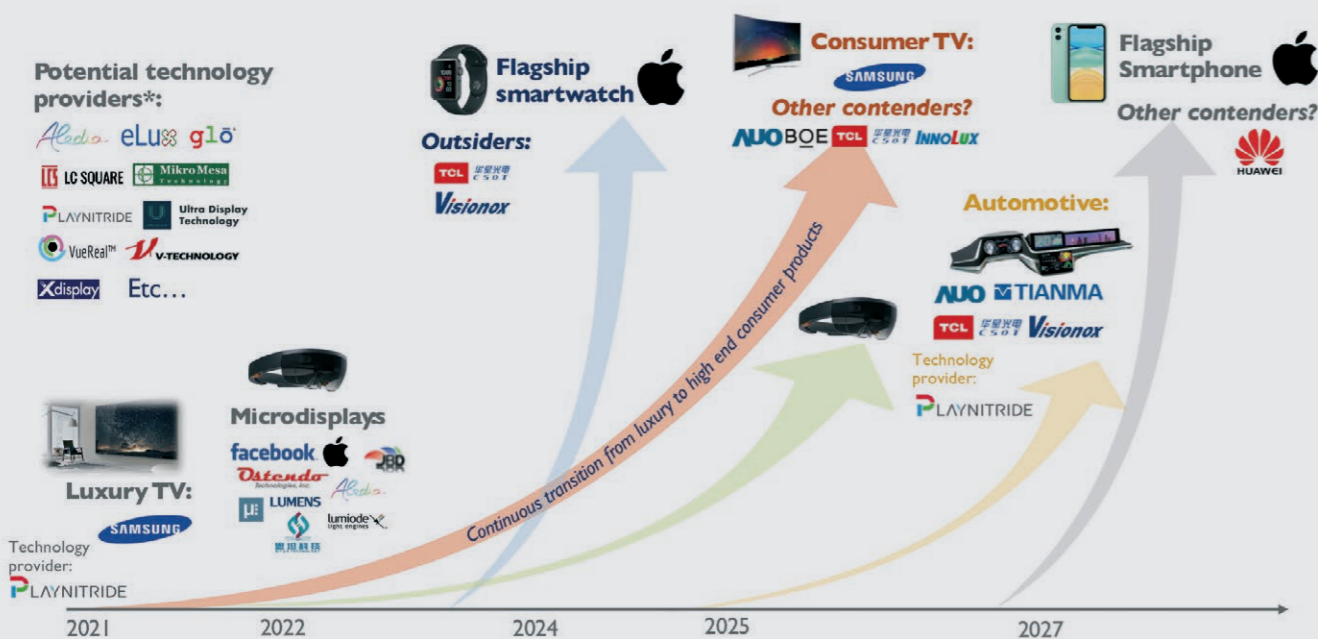 Potential technology
providers*:
Aledia
eLux
glō
LC SQUARE
MikroMesa
Technology
PLAYNITRIDE
Ultra Display
Technology
VueReal™
V-TECHNOLOGY
Xdisplay
Etc...
Flagship
smartwatch
Outsiders:
TCL 华星光电
CSOT
Visionox
Consumer TV:
SAMSUNG
Other contenders?
AUO BOE TCL 华星光电 INNOLUX
CSOT
Flagship
Smartphone
Other contenders?
HUAWEI
Automotive:
AUO TIANMA
TCL 华星光电 Visionox
CSOT
Technology
provider:
PLAYNITRIDE
Microdisplays
facebook
JBD
Ostendo
Technologies, Inc.
Aledia
LUMENS
lumiode
light engines
Continuous transition from luxury to high end consumer products
Luxury TV:
SAMSUNG
Technology
provider:
PLAYNITRIDE
2021
2022
2024
2025
2027